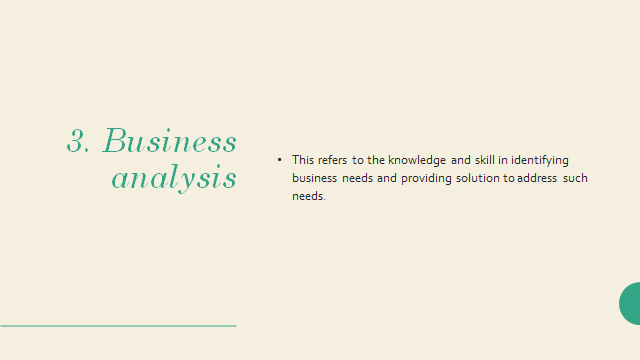 3. Business
analysis
• This refers to the knowledge and skill in identifying
business needs and providing solution to address such
needs.